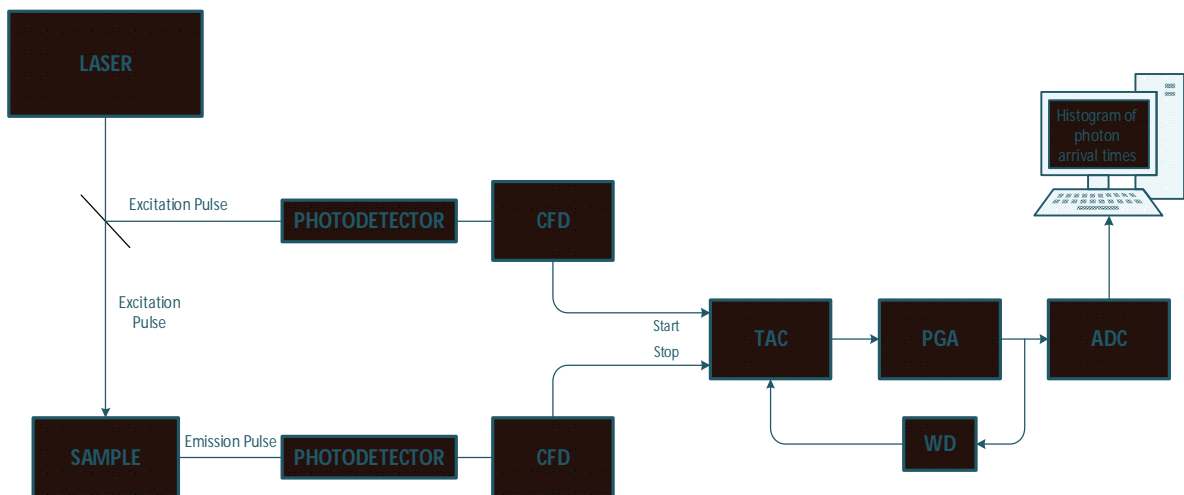 LASER
Histogram of
photon
arrival times
Excitation Pulse
PHOTODETECTOR
CFD
Excitation
Pulse
Start
Stop
TAC
PGA
ADC
SAMPLE
Emission Pulse
PHOTODETECTOR
CFD
WD